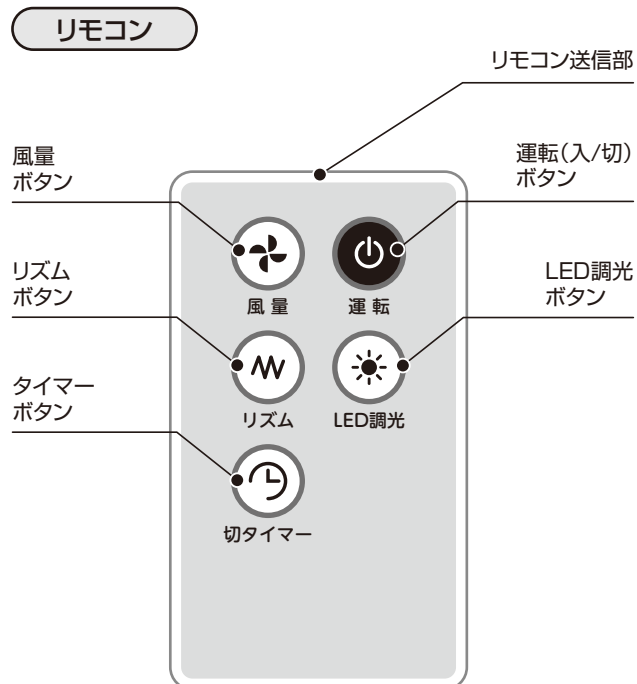 リモコン
リモコン送信部
風量
ボタン
運転(入/切)
ボタン
リズム
ボタン
LED調光
ボタン
タイマー
ボタン
風量
運転
リズム
LED調光
切タイマー